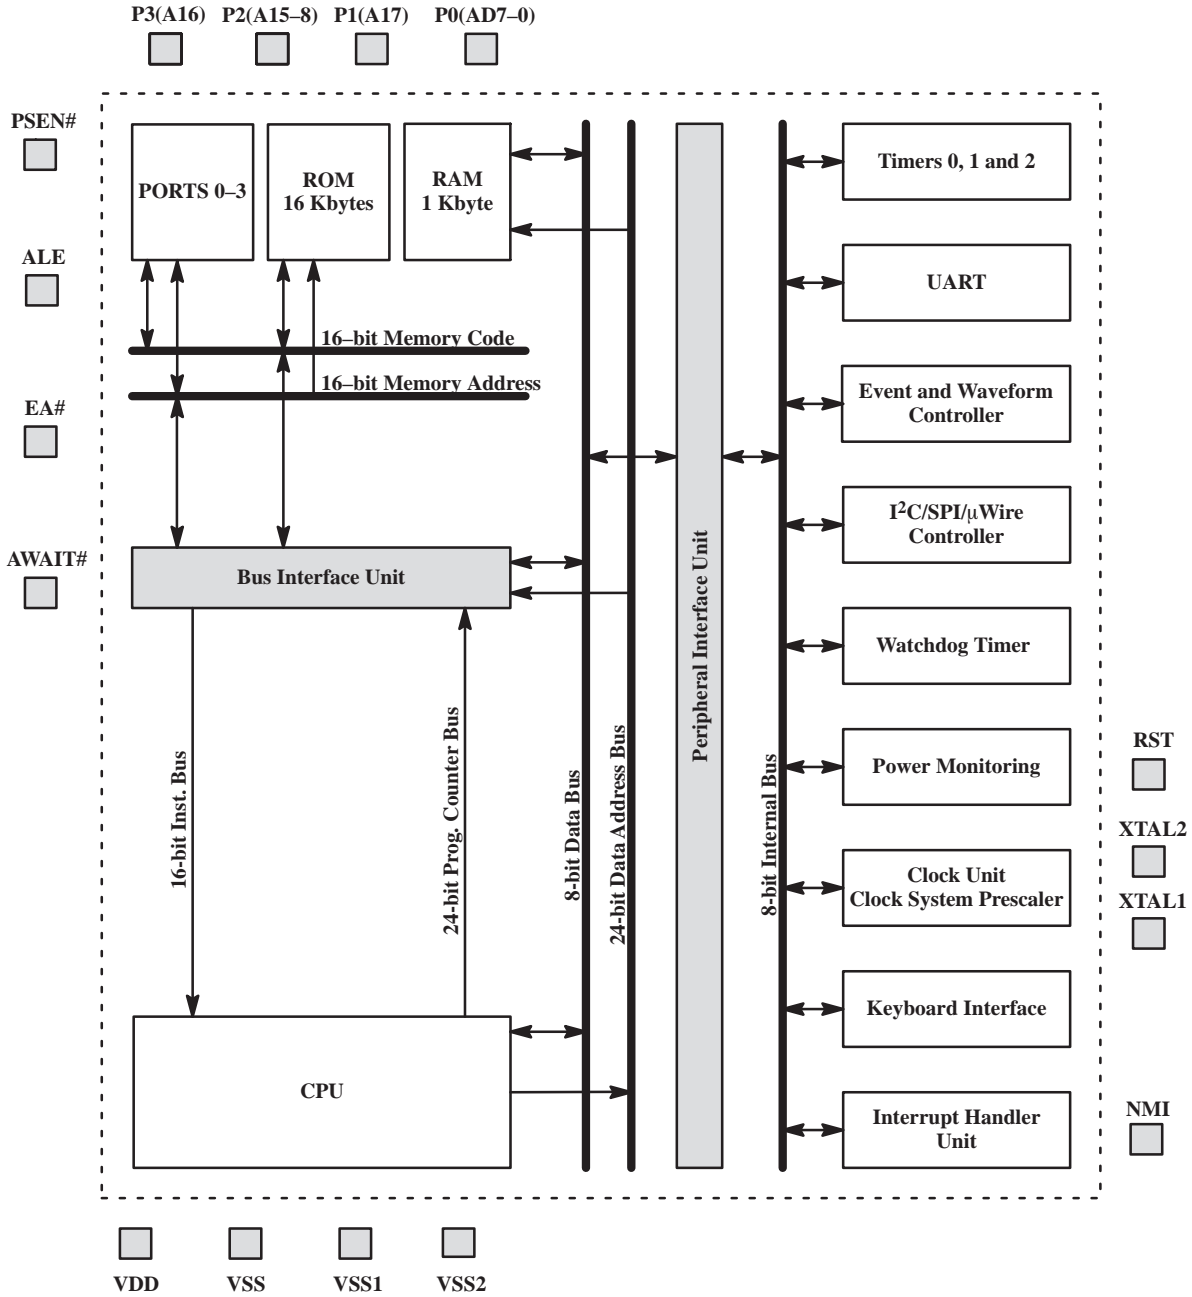 P3(A16)
P2(A15–8)
P1(A17)
P0(AD7–0)
PSEN#
ALE
EA#
AWAIT#
PORTS 0–3
ROM
16 Kbytes
RAM
1 Kbyte
16–bit Memory Code
16–bit Memory Address
Bus Interface Unit
16-bit Inst. Bus
24-bit Prog. Counter Bus
8-bit Data Bus
24-bit Data Address Bus
Peripheral Interface Unit
8-bit Internal Bus
CPU
Timers 0, 1 and 2
UART
Event and Waveform
Controller
I²C/SPI/μWire
Controller
Watchdog Timer
Power Monitoring
Clock Unit
Clock System Prescaler
Keyboard Interface
Interrupt Handler
Unit
RST
XTAL2
XTAL1
NMI
VDD
VSS
VSS1
VSS2